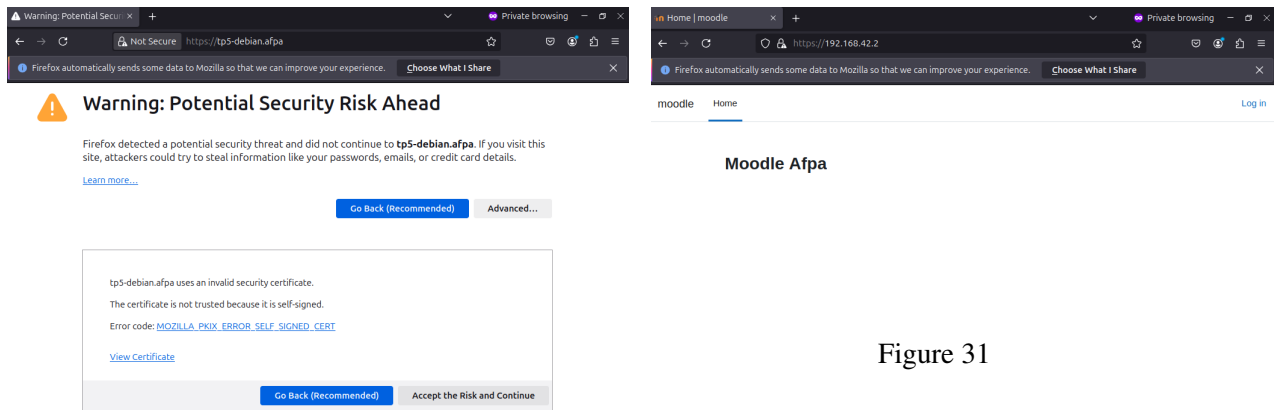 Warning: Potential Secur
Private browsing
Not Secure https://tp5-debian.afpa
Firefox automatically sends some data to Mozilla so that we can improve your experience. Choose What I Share
Warning: Potential Security Risk Ahead
Firefox detected a potential security threat and did not continue to tp5-debian.afpa. If you visit this
site, attackers could try to steal information like your passwords, emails, or credit card details.
Learn more…
Go Back (Recommended) Advanced…
tp5-debian.afpa uses an invalid security certificate.
The certificate is not trusted because it is self-signed.
Error code: MOZILLA_PKIX_ERROR_SELF_SIGNED_CERT
View Certificate
Go Back (Recommended) Accept the Risk and Continue
Home | moodle
Private browsing
https://192.168.42.2
Firefox automatically sends some data to Mozilla so that we can improve your experience. Choose What I Share
moodle Home Log in
Moodle Afpa
Figure 31